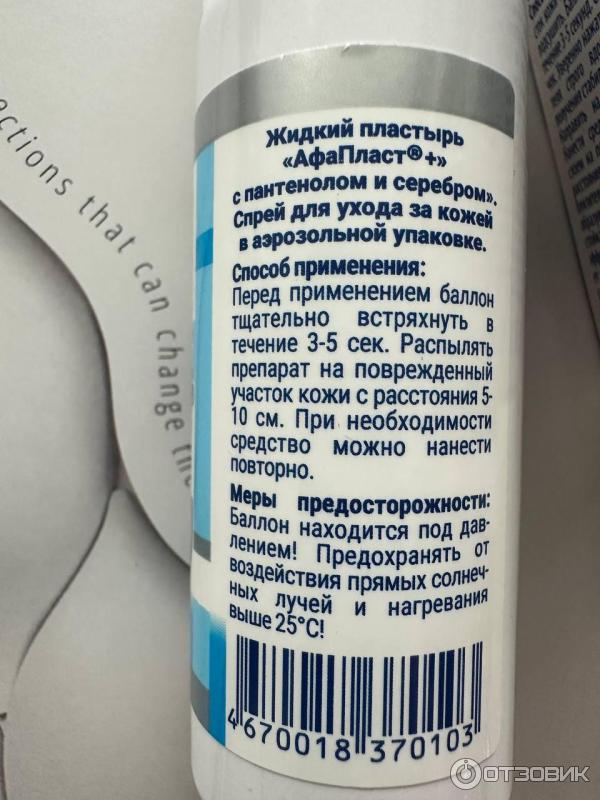 Жидкий пластырь
«АфаПласт®+»
с пантенолом и серебром».
Спрей для ухода за кожей
в аэрозольной упаковке.
Способ применения:
Перед применением баллон
тщательно встряхнуть в
течение 3-5 сек. Распылять
препарат на поврежденный
участок кожи с расстояния 5-
10 см. При необходимости
средство можно нанести
повторно.
Меры предосторожности:
Баллон находится под дав-
лением! Предохранять от
воздействия прямых солнеч-
ных лучей и нагревания
выше 25°C!
4 670018 370103
ections that can change the
ОТЗОВИК